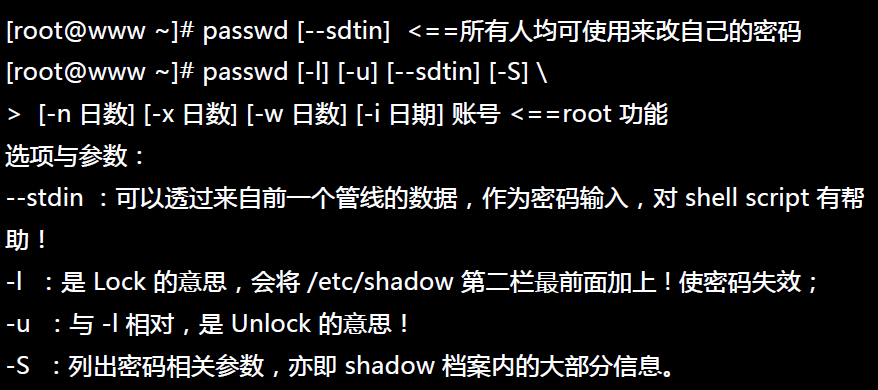 [root@www ~]# passwd [--sdtin]  <==所有人均可使用来改自己的密码
[root@www ~]# passwd [-l] [-u] [--sdtin] [-S] \
>  [-n 日数] [-x 日数] [-w 日数] [-i 日期] 账号 <==root 功能
选项与参数：
--stdin ：可以透过来自前一个管线的数据，作为密码输入，对 shell script 有帮
助！
-l  ：是 Lock 的意思，会将 /etc/shadow 第二栏最前面加上 ! 使密码失效；
-u  ：与 -l 相对，是 Unlock 的意思！
-S  ：列出密码相关参数，亦即 shadow 档案内的大部分信息。